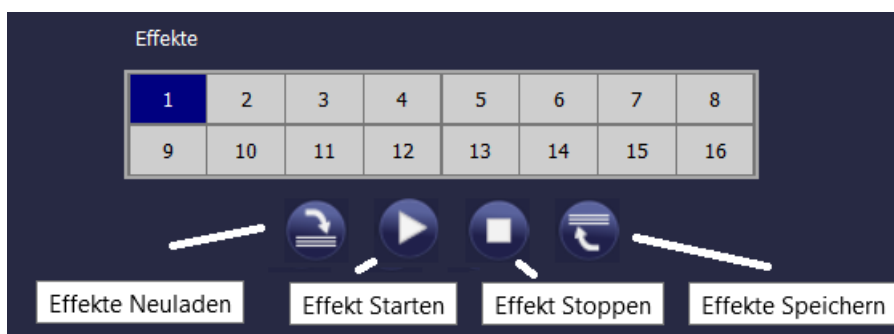 Effekte
1 2 3 4 5 6 7 8
9 10 11 12 13 14 15 16
Effekte Neuladen Effekt Starten Effekt Stoppen Effekte Speichern